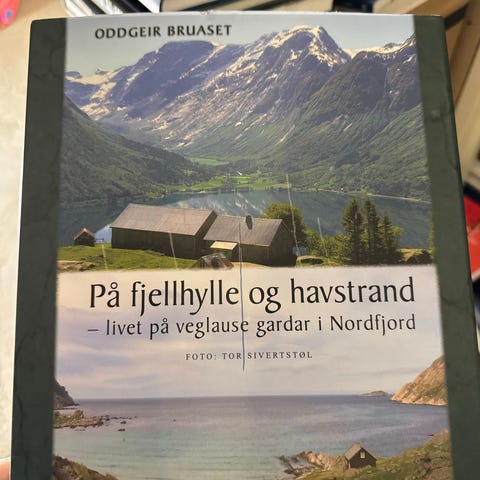 ODDGEIR BRUASET
På fjellhylle og havstrand
– livet på veglause gardar i Nordfjord
FOTO: TOR SIVERTSTØL